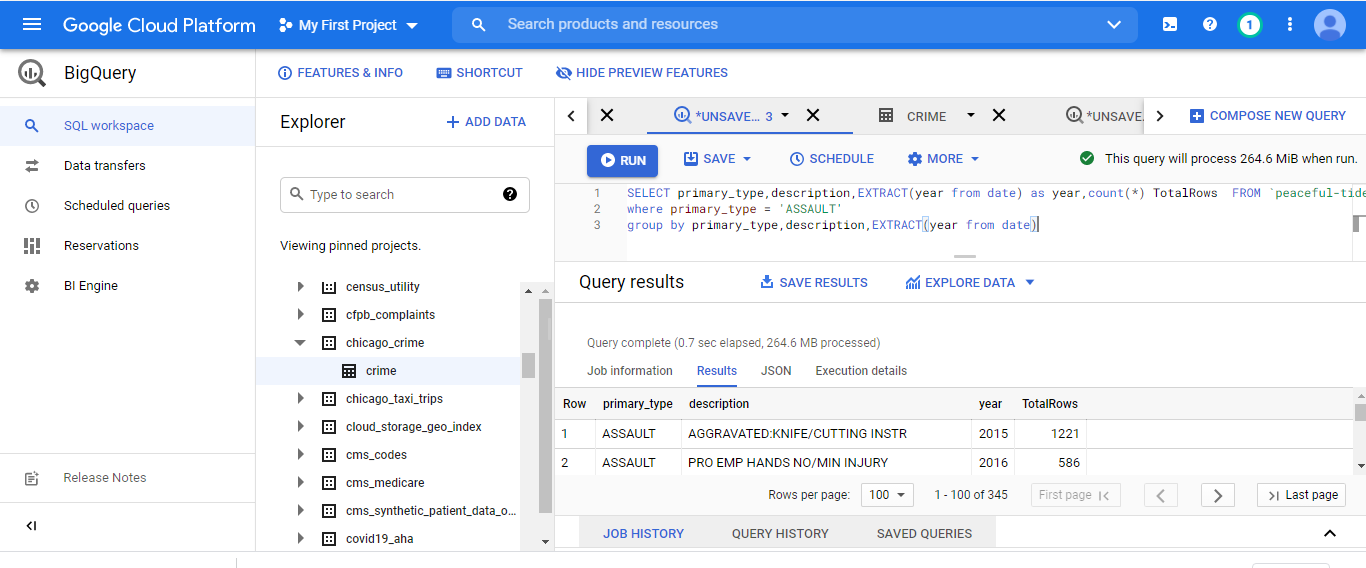 Google Cloud Platform
My First Project
Search products and resources
1
BigQuery
FEATURES & INFO
SHORTCUT
HIDE PREVIEW FEATURES
SQL workspace
Data transfers
Scheduled queries
Reservations
BI Engine
Release Notes
Explorer
+ ADD DATA
Type to search
Viewing pinned projects.
census_utility
cfpb_complaints
chicago_crime
crime
chicago_taxi_trips
cloud_storage_geo_index
cms_codes
cms_medicare
cms_synthetic_patient_data_o...
covid19_aha
*UNSAVE... 3
CRIME
*UNSAVE
COMPOSE NEW QUERY
RUN
SAVE
SCHEDULE
MORE
This query will process 264.6 MiB when run.
1 SELECT primary_type,description,EXTRACT(year from date) as year,count(*) TotalRows FROM `peaceful-tide
2 where primary_type = 'ASSAULT'
3 group by primary_type,description,EXTRACT(year from date)
Query results
SAVE RESULTS
EXPLORE DATA
Query complete (0.7 sec elapsed, 264.6 MB processed)
Job information Results JSON Execution details
Row primary_type description year TotalRows
1 ASSAULT AGGRAVATED:KNIFE/CUTTING INSTR 2015 1221
2 ASSAULT PRO EMP HANDS NO/MIN INJURY 2016 586
Rows per page: 100 1 - 100 of 345 First page Last page
JOB HISTORY QUERY HISTORY SAVED QUERIES